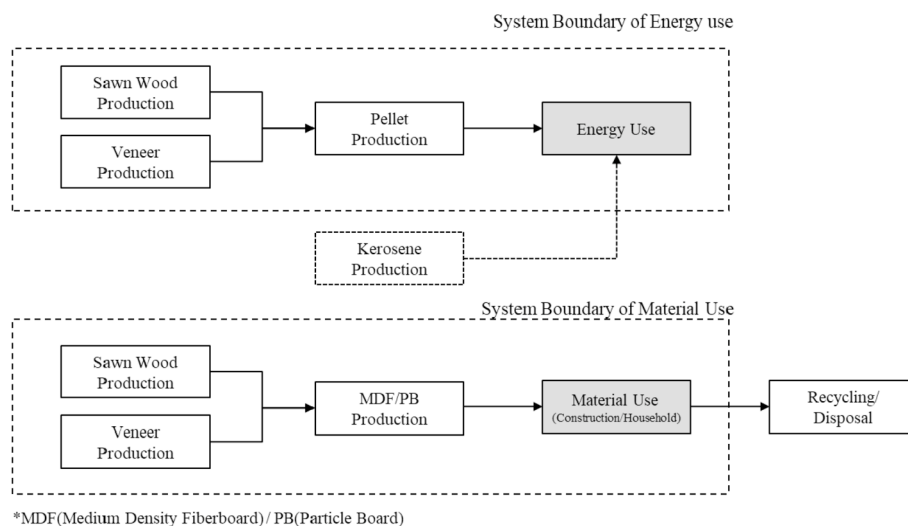 System Boundary of Energy use
Sawn Wood
Production
Veneer
Production
Pellet
Production
Energy Use
Kerosene
Production
System Boundary of Material Use
Sawn Wood
Production
Veneer
Production
MDF/PB
Production
Material Use
(Construction/Household)
Recycling/
Disposal
*MDF(Medium Density Fiberboard) / PB(Particle Board)